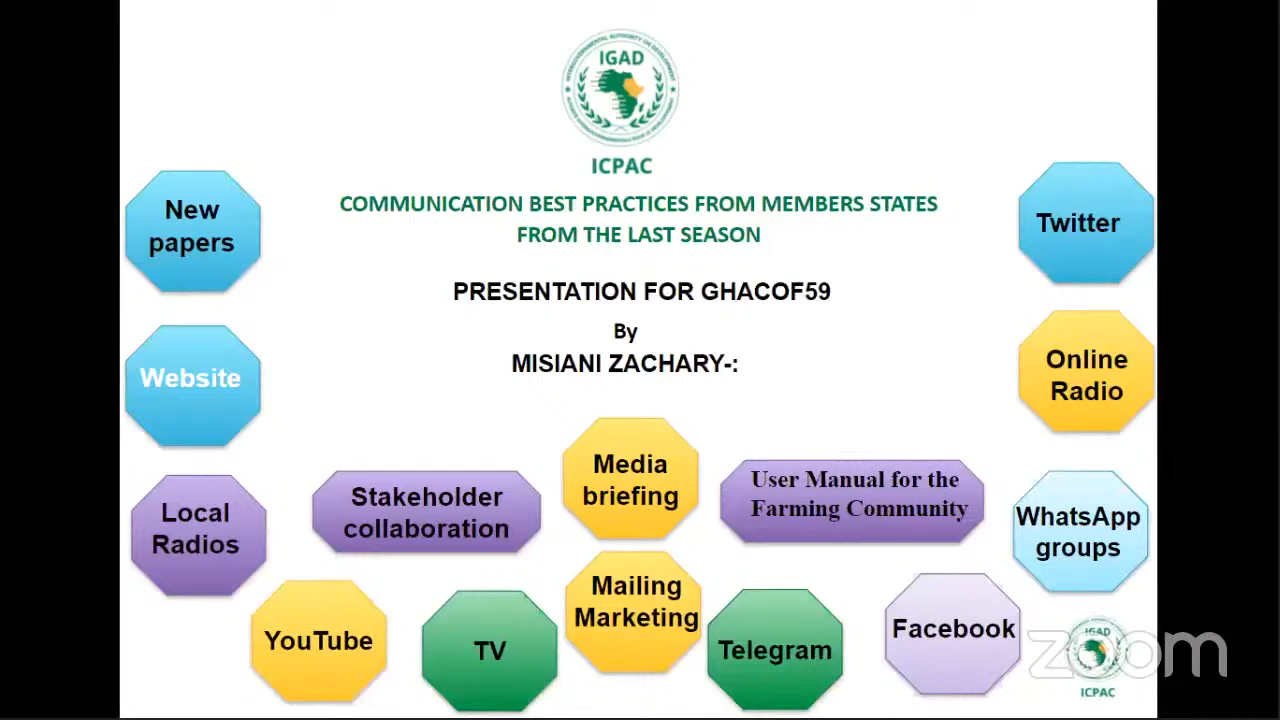 IGAD
ICPAC
COMMUNICATION BEST PRACTICES FROM MEMBERS STATES
FROM THE LAST SEASON
PRESENTATION FOR GHACOF59
By
MISIANI ZACHARY-:
New
papers
Website
Local
Radios
Stakeholder
collaboration
Media
briefing
User Manual for the
Farming Community
Twitter
Online
Radio
WhatsApp
groups
YouTube
TV
Mailing
Marketing
Telegram
Facebook
zoom
IGAD
ICPAC